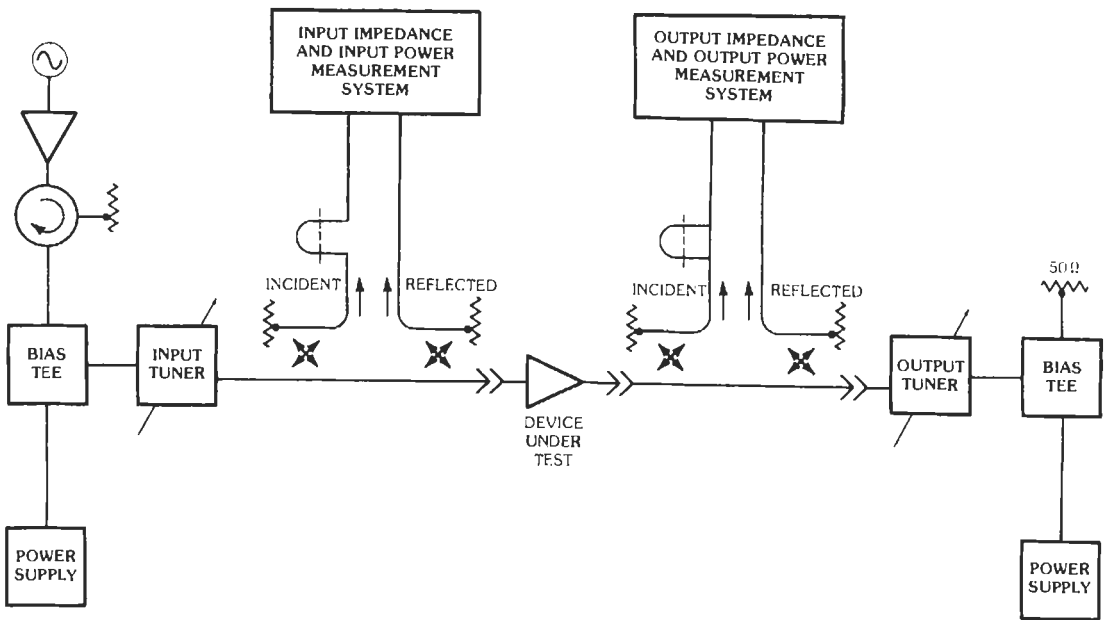 INPUT IMPEDANCE
AND INPUT POWER
MEASUREMENT
SYSTEM
OUTPUT IMPEDANCE
AND OUTPUT POWER
MEASUREMENT
SYSTEM
INCIDENT
REFLECTED
INCIDENT
REFLECTED
50 Ω
BIAS
TEE
INPUT
TUNER
DEVICE
UNDER
TEST
OUTPUT
TUNER
BIAS
TEE
POWER
SUPPLY
POWER
SUPPLY